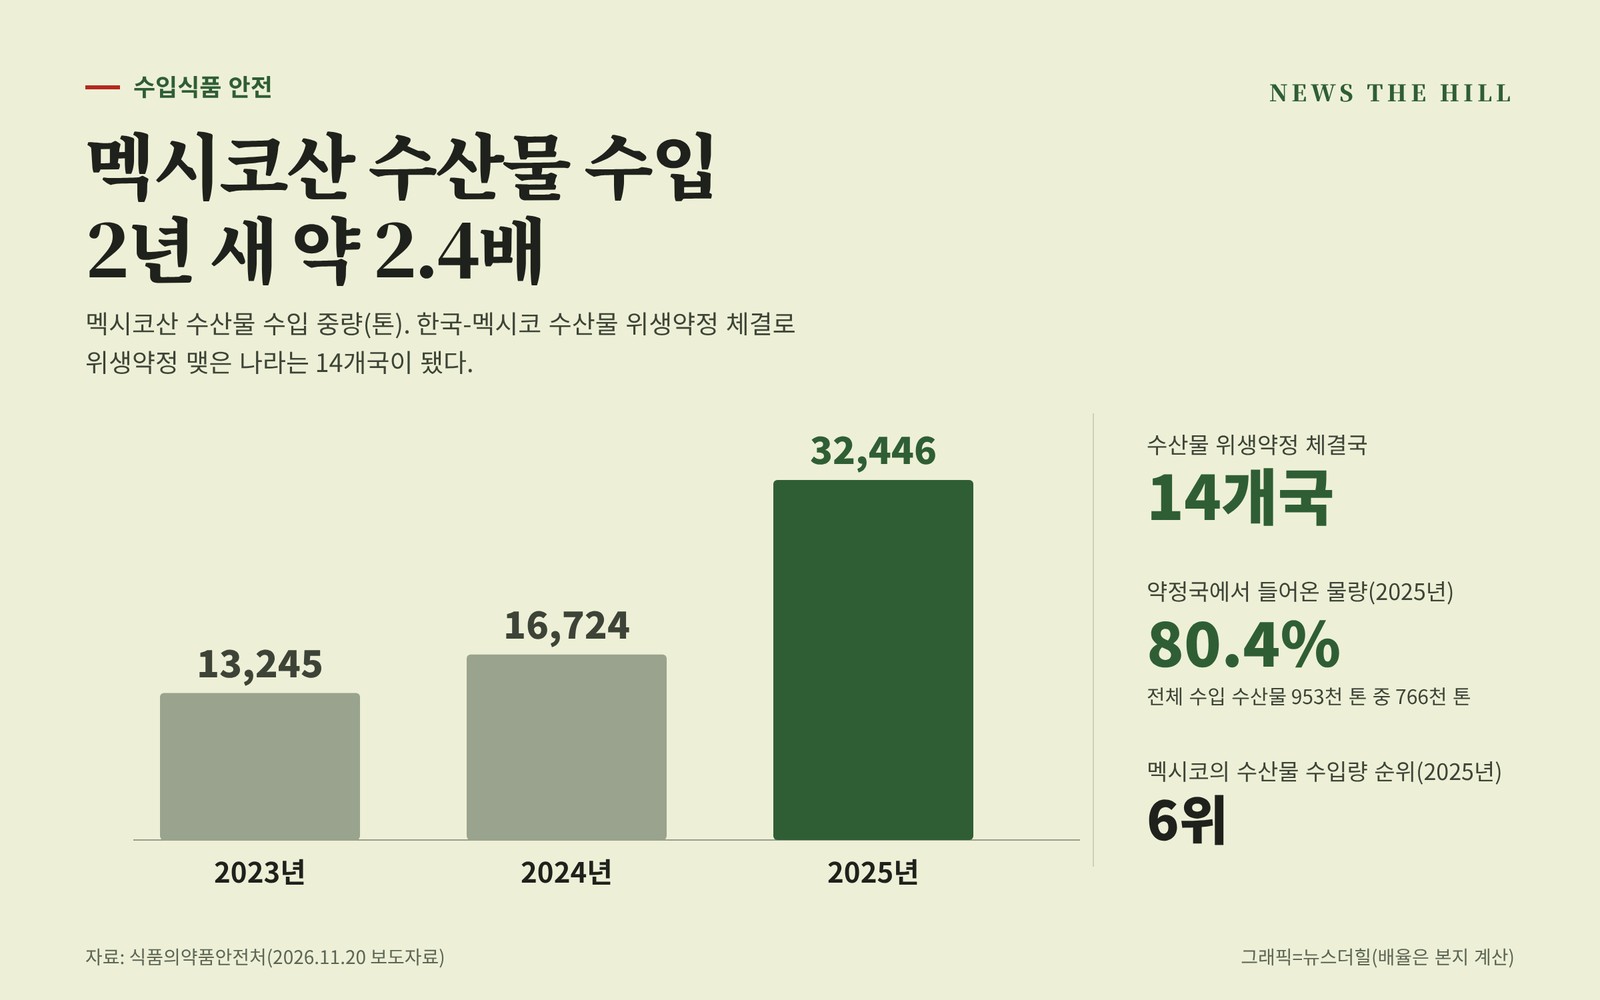 수입식품 안전
NEWS THE HILL
멕시코산 수산물 수입
2년 새 약 2.4배
멕시코산 수산물 수입 중량(톤). 한국-멕시코 수산물 위생약정 체결로
위생약정 맺은 나라는 14개국이 됐다.
13,245
16,724
32,446
2023년
2024년
2025년
수산물 위생약정 체결국
14개국
약정국에서 들어온 물량(2025년)
80.4%
전체 수입 수산물 953천 톤 중 766천 톤
멕시코의 수산물 수입량 순위(2025년)
6위
자료: 식품의약품안전처(2026.11.20 보도자료)
그래픽=뉴스더힐(배율은 본지 계산)